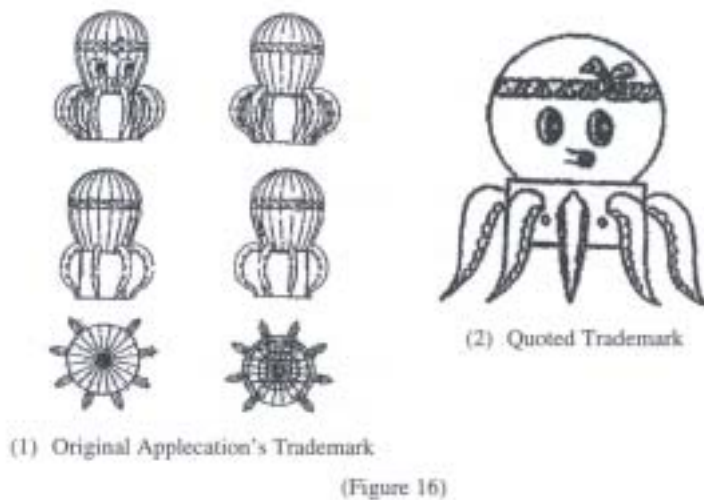 (2) Quoted Trademark
(1) Original Applecation's Trademark
(Figure 16)